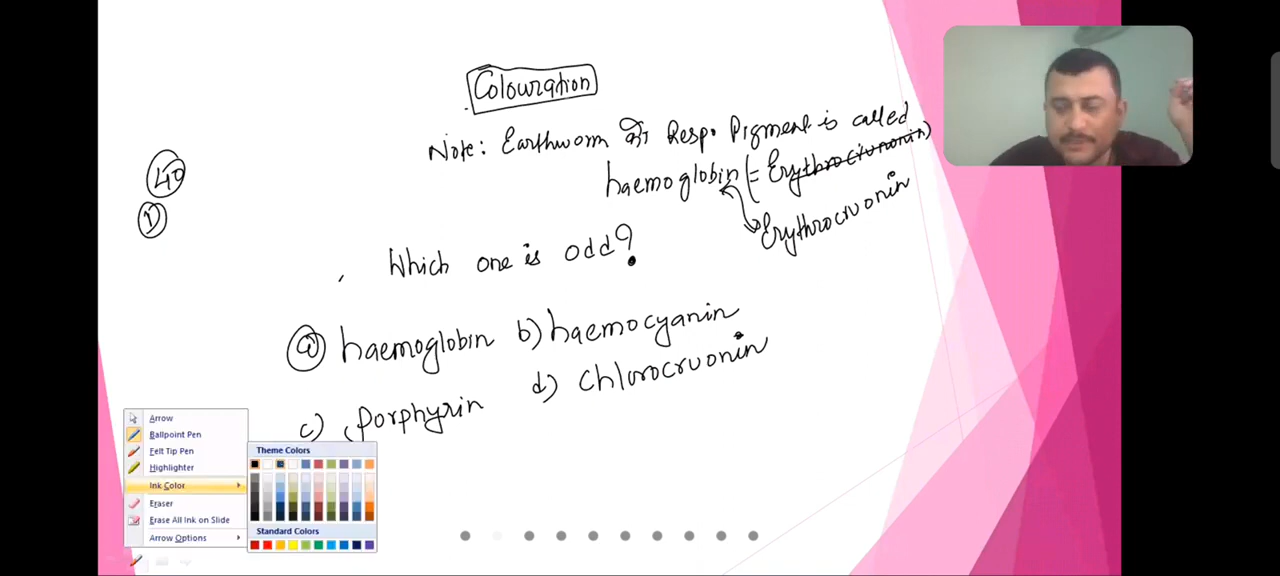 Colouration
Note: Earthworm की Resp. Pigment is called
haemoglobin (= Erythrocruronin)
Erythrocruonin
40
1)
Which one is odd?
a) haemoglobin b) haemocyanin
c) Porphyrin d) Chlorocruonin
Arrow
Ballpoint Pen
Felt Tip Pen
Highlighter
Ink Color
Eraser
Erase All Ink on Slide
Arrow Options
Theme Colors
Standard Colors